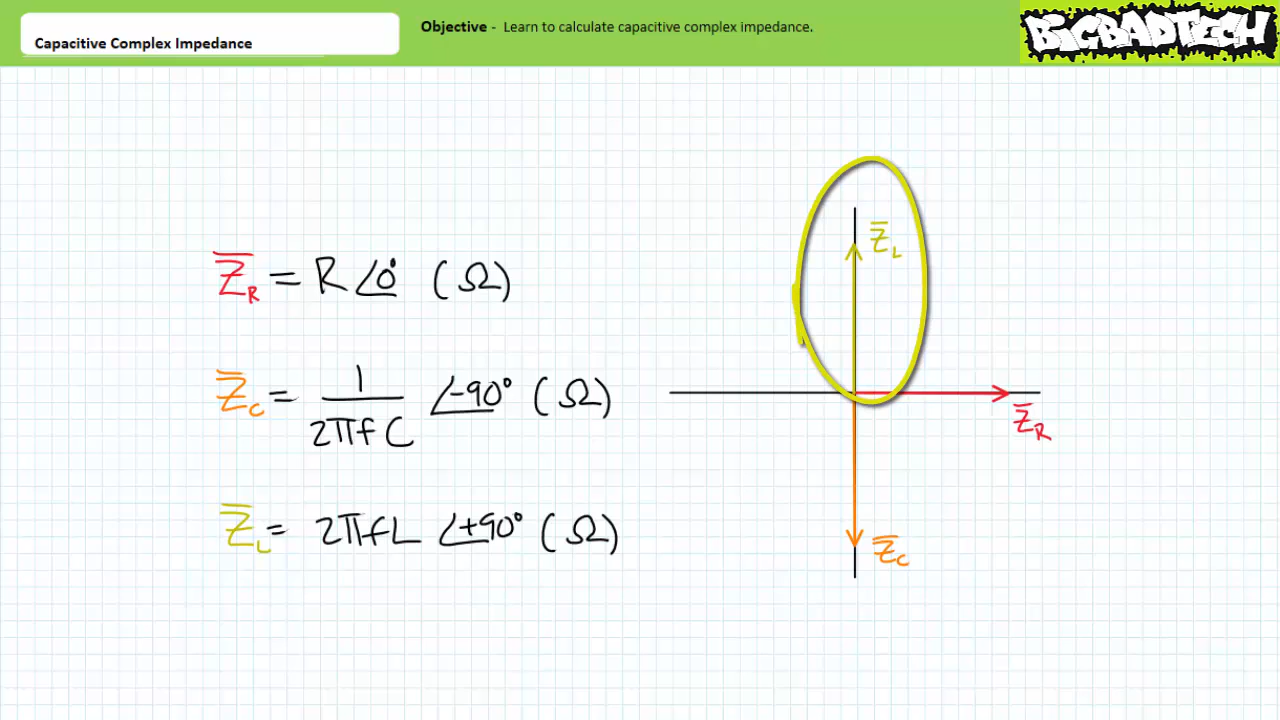 Capacitive Complex Impedance
Objective - Learn to calculate capacitive complex impedance.
BIGBADTECH
Z̅R = R∠0° (Ω)
Z̅C = 1/2πfC ∠-90° (Ω)
Z̅L = 2πfL ∠+90° (Ω)
Z̅L
Z̅R
Z̅C